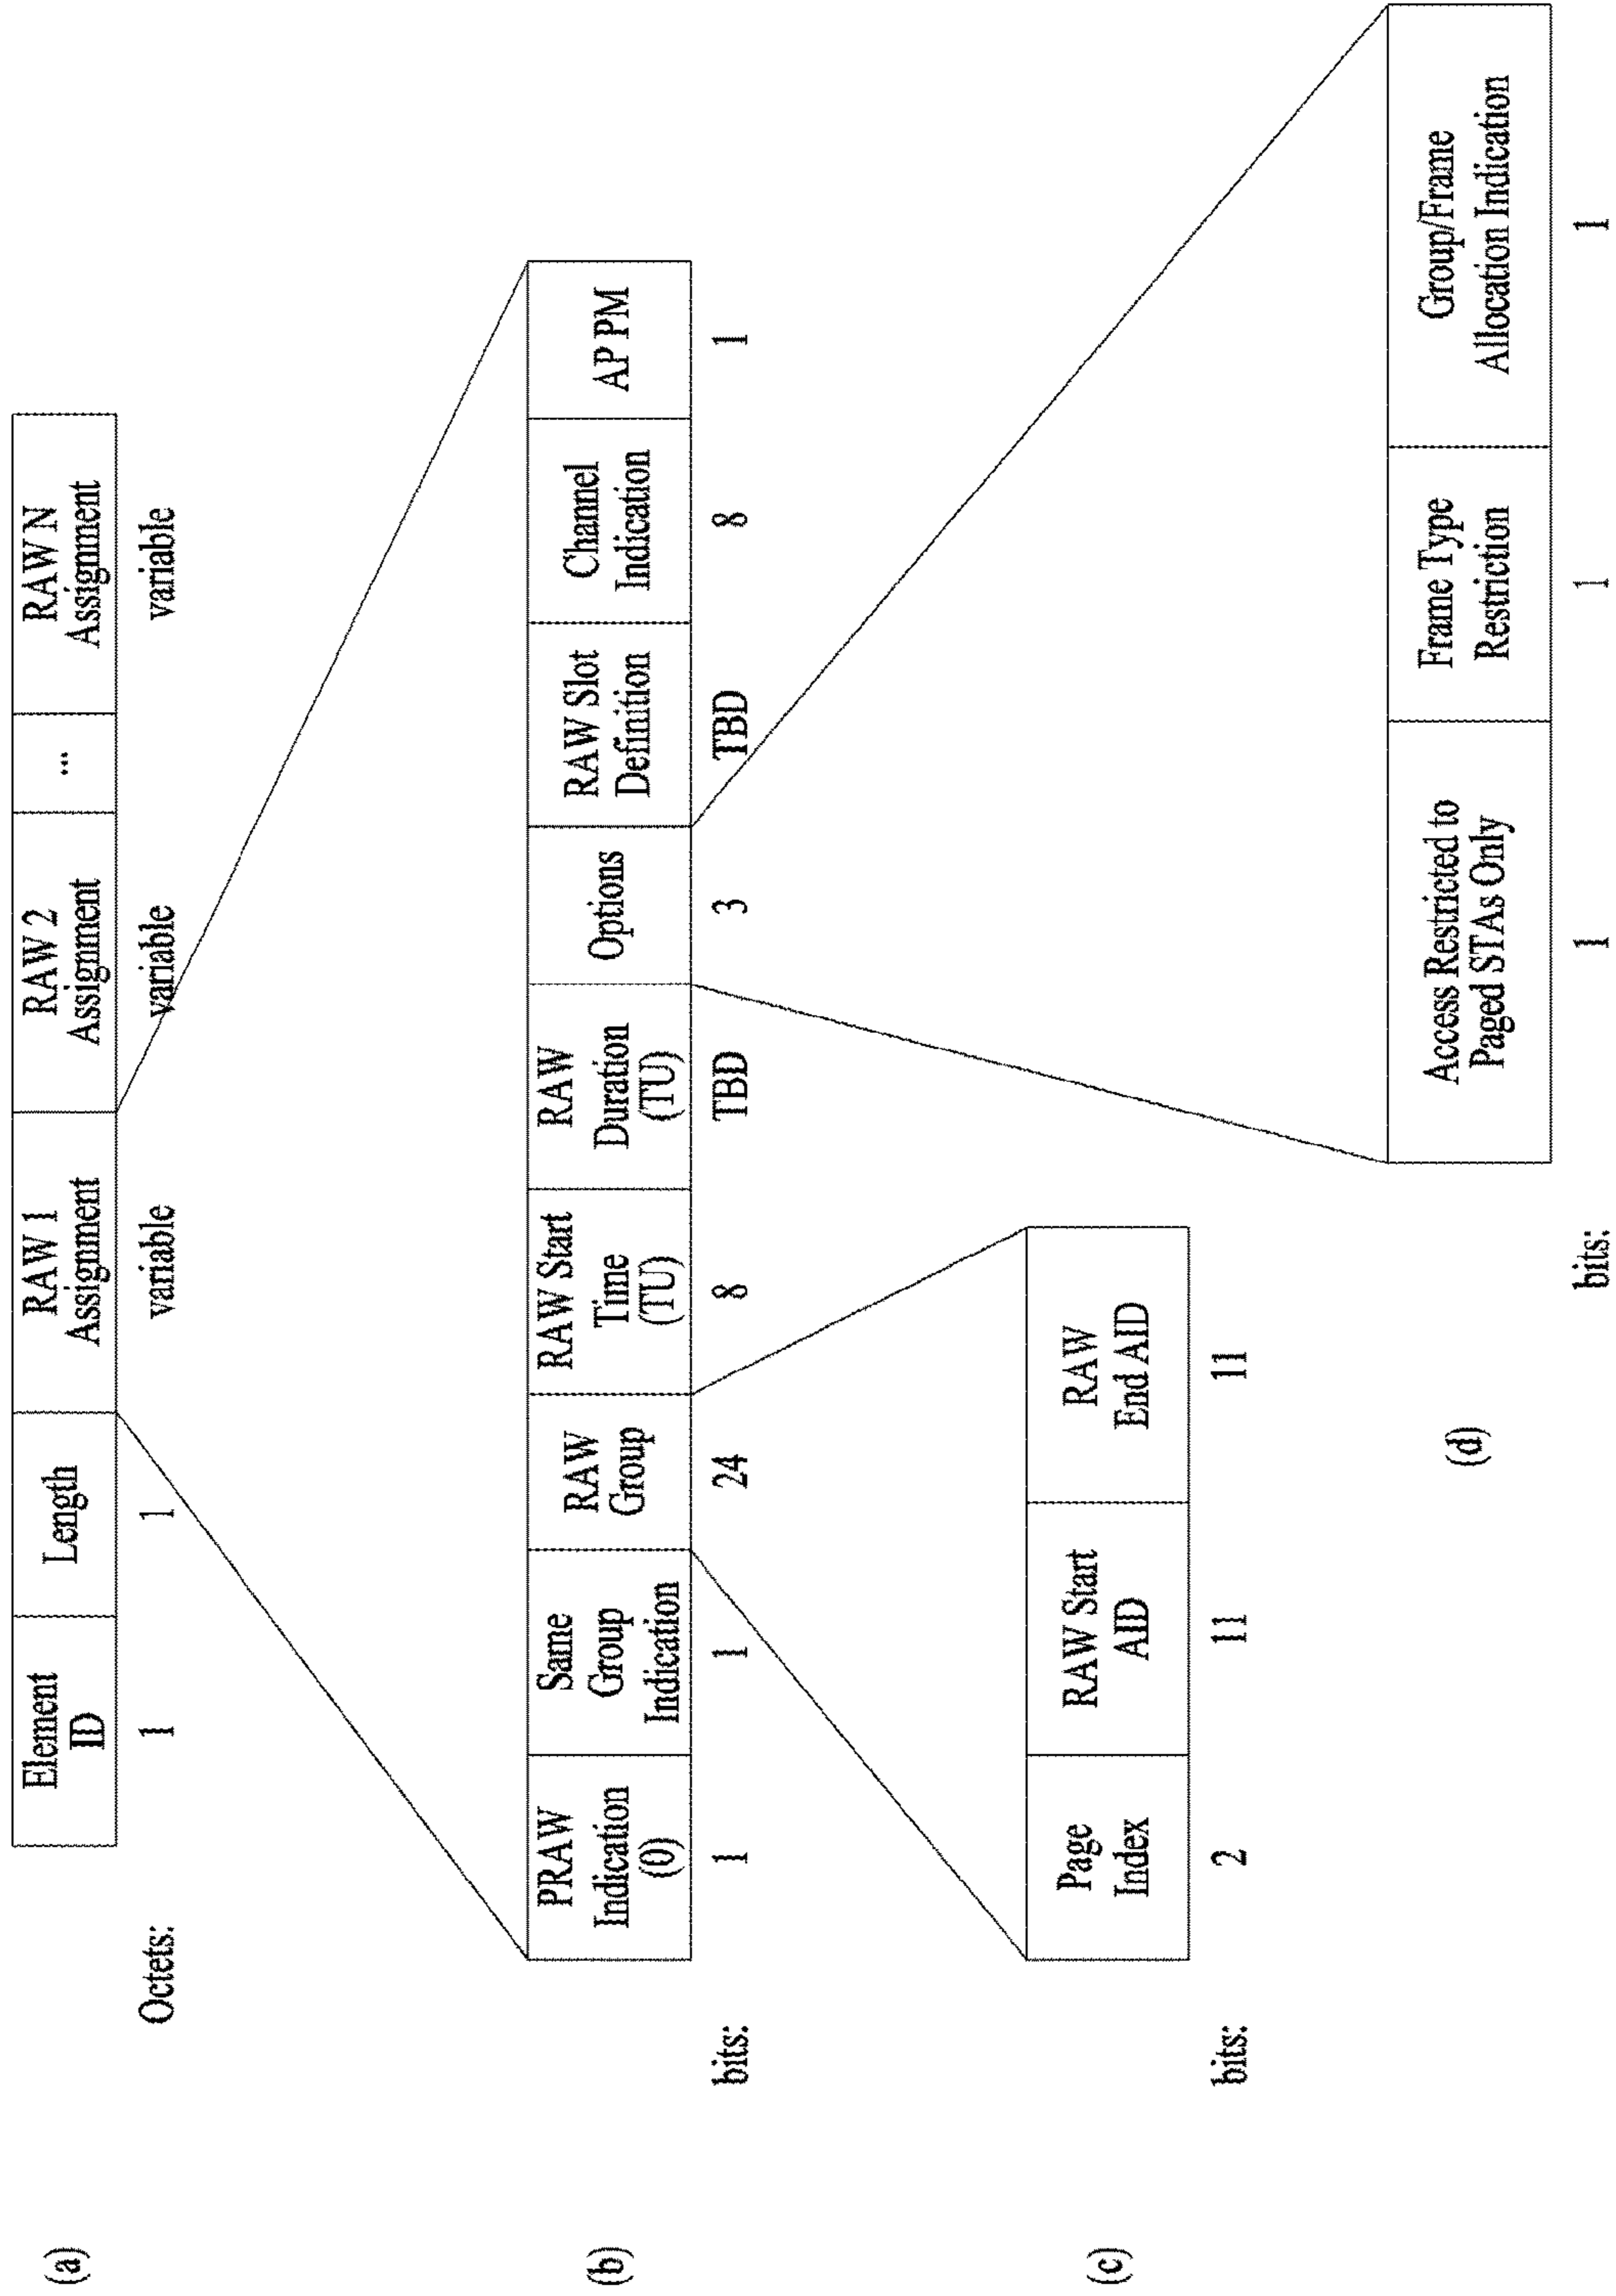 (a)
Element
ID
Length
RAW 1
Assignment
RAW 2
Assignment
...
RAW N
Assignment
Octets:
1
1
variable
variable
variable
(b)
PRAW
Indication
(0)
Same
Group
Indication
RAW
Group
RAW Start
Time
(TU)
RAW
Duration
(TU)
Options
RAW Slot
Definition
Channel
Indication
AP PM
bits:
1
1
24
8
TBD
3
TBD
8
1
(c)
Page
Index
RAW Start
AID
RAW
End AID
bits:
2
11
11
(d)
Access Restricted to
Paged STAs Only
Frame Type
Restriction
Group/Frame
Allocation Indication
bits:
1
1
1